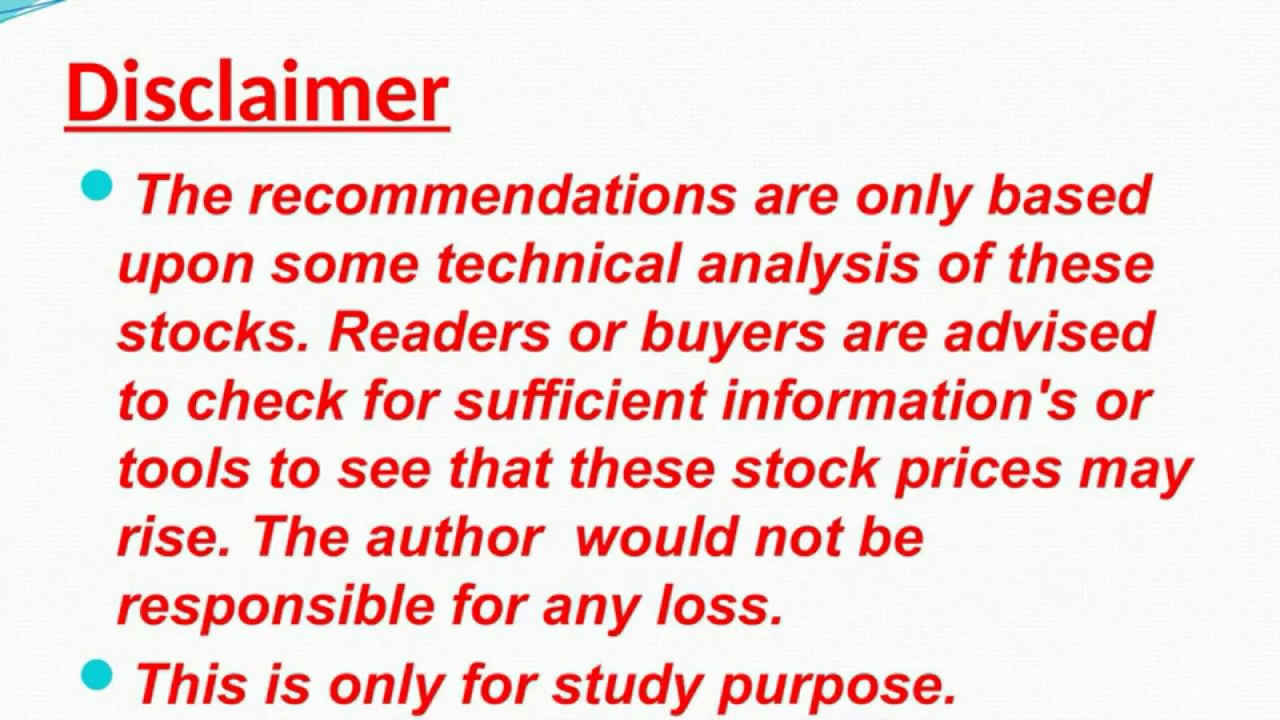 Disclaimer
The recommendations are only based
upon some technical analysis of these
stocks. Readers or buyers are advised
to check for sufficient information's or
tools to see that these stock prices may
rise. The author  would not be
responsible for any loss.
This is only for study purpose.